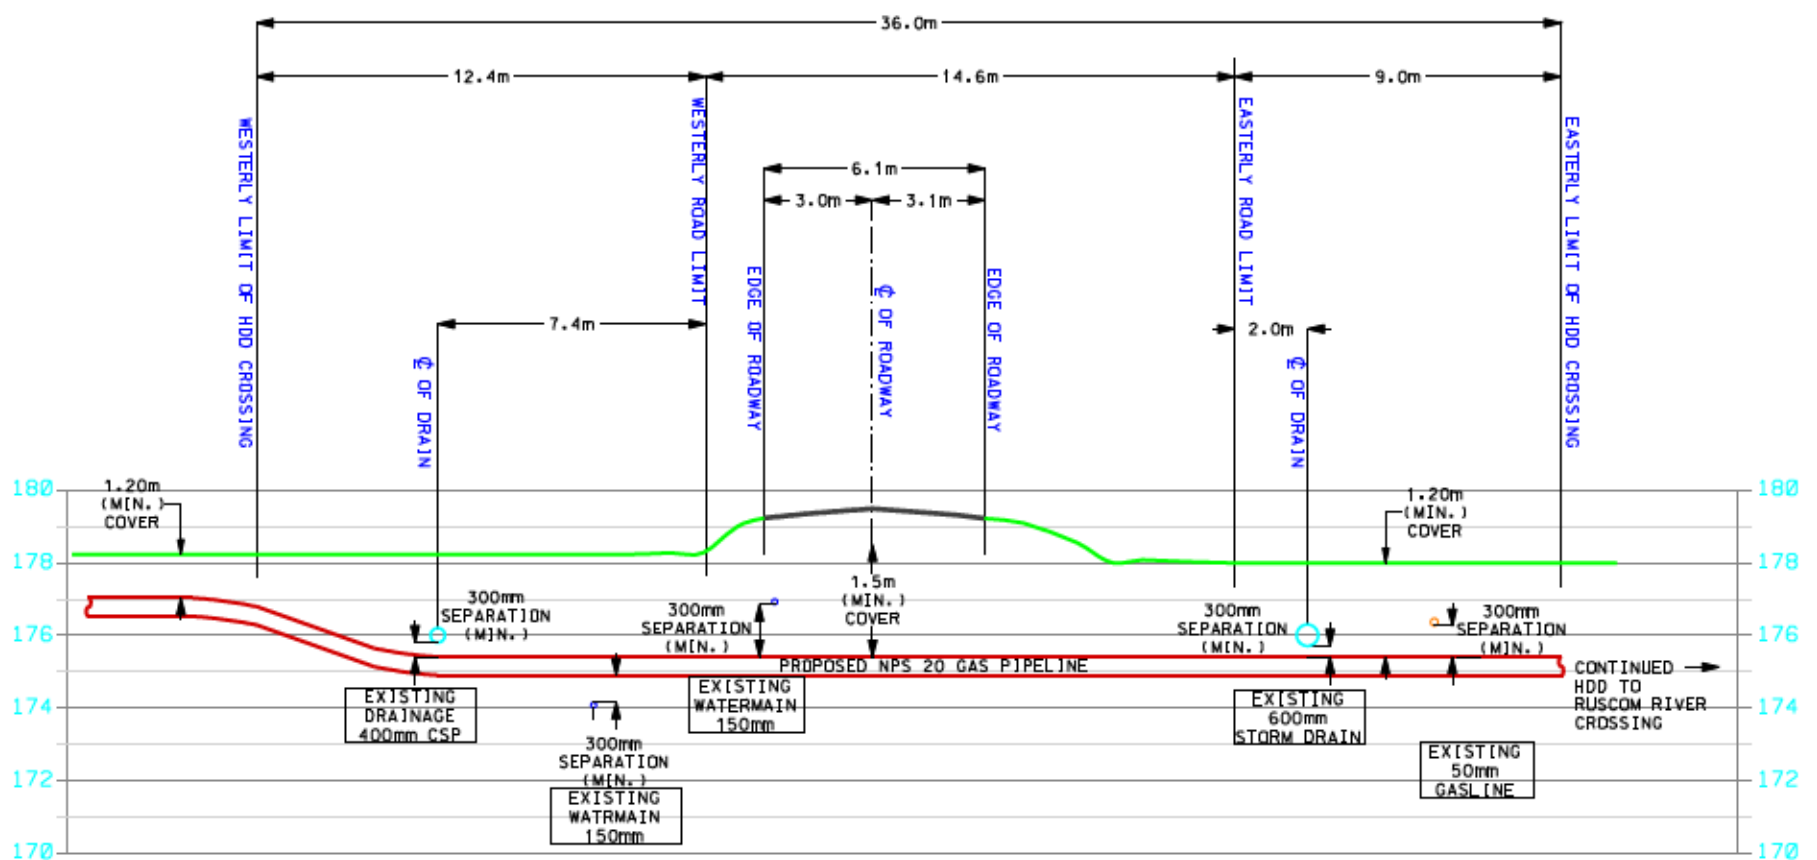 36.0m
12.4m
14.6m
9.0m
WESTERLY LIMIT OF HDD CROSSING
WESTERLY ROAD LIMIT
EASTERLY ROAD LIMIT
EASTERLY LIMIT OF HDD CROSSING
6.1m
3.0m
3.1m
EDGE OF ROADWAY
℄ OF ROADWAY
EDGE OF ROADWAY
7.4m
2.0m
℄ OF DRAIN
℄ OF DRAIN
180
178
176
174
172
170
180
178
176
174
172
170
1.20m
(MIN.)
COVER
1.20m
(MIN.)
COVER
1.5m
(MIN.)
COVER
300mm
SEPARATION
(MIN.)
300mm
SEPARATION
(MIN.)
300mm
SEPARATION
(MIN.)
300mm
SEPARATION
(MIN.)
PROPOSED NPS 20 GAS PIPELINE
CONTINUED
HDD TO
RUSCOM RIVER
CROSSING
EXISTING
DRAINAGE
400mm CSP
EXISTING
WATERMAIN
150mm
EXISTING
600mm
STORM DRAIN
300mm
SEPARATION
(MIN.)
EXISTING
WATRMAIN
150mm
EXISTING
50mm
GASLINE